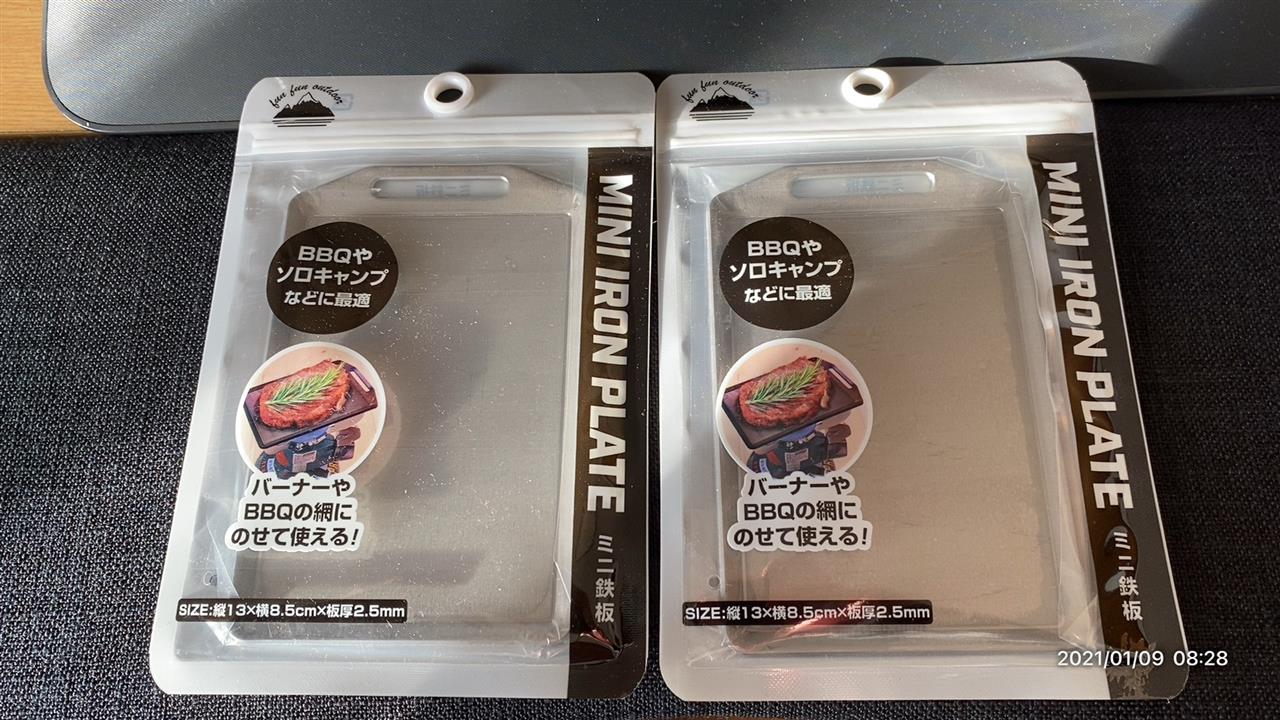 fun fun outdoor
BBQや
ソロキャンプ
などに最適
バーナーや
BBQの網に
のせて使える!
SIZE:縦13×横8.5cm×板厚2.5mm
MINI IRON PLATE ミニ鉄板
fun fun outdoor
BBQや
ソロキャンプ
などに最適
バーナーや
BBQの網に
のせて使える!
SIZE:縦13×横8.5cm×板厚2.5mm
MINI IRON PLATE ミニ鉄板
2021/01/09 08:28